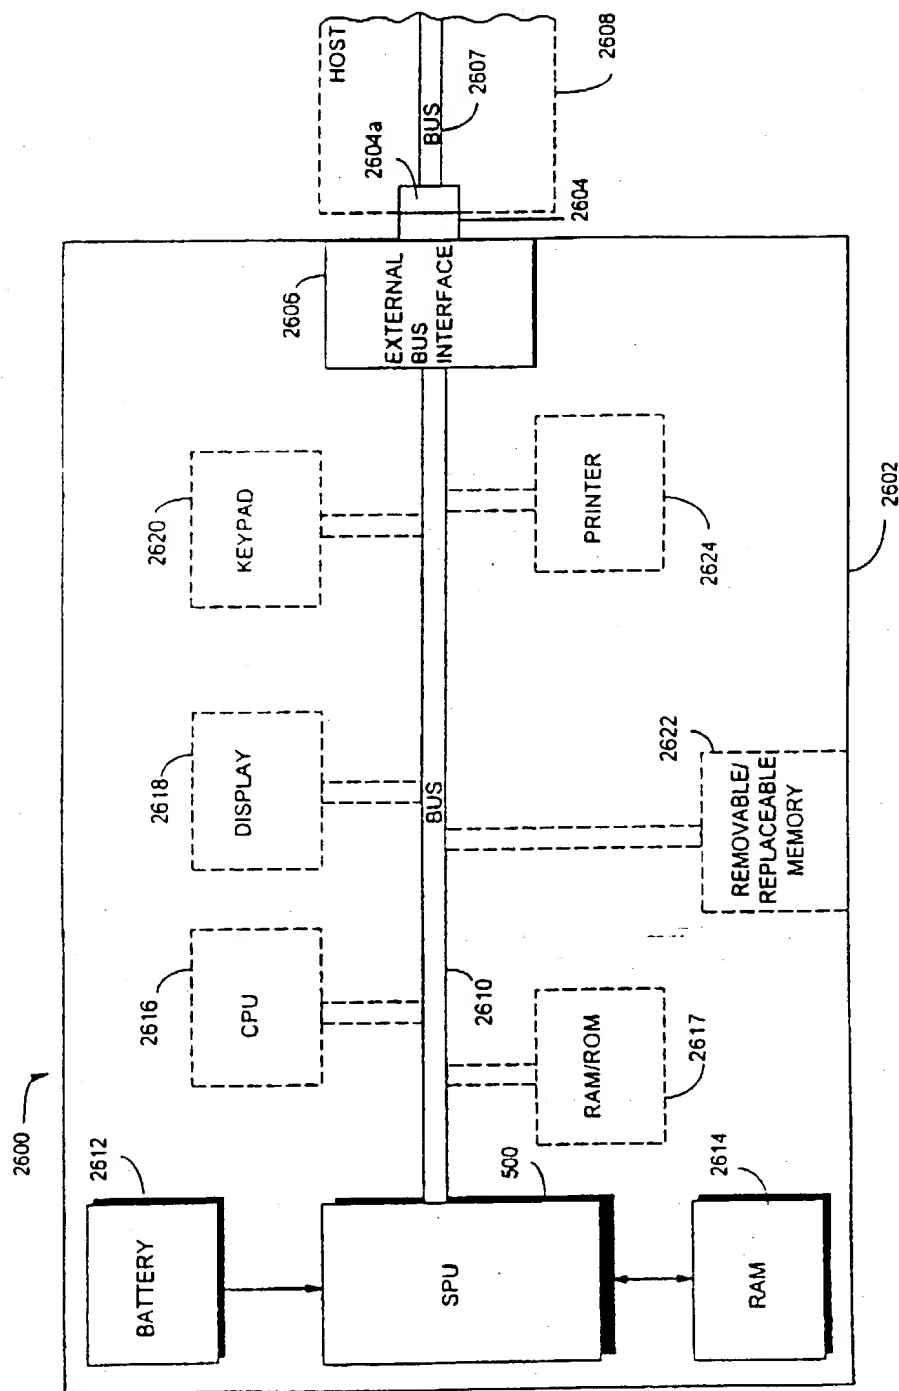 2600
BATTERY
2612
SPU
500
RAM
2614
CPU
2616
RAM/ROM
2617
2610
BUS
DISPLAY
2618
REMOVABLE/
REPLACEABLE
MEMORY
2622
KEYPAD
2620
PRINTER
2624
2602
EXTERNAL
BUS
INTERFACE
2606
2604a
2604
HOST
BUS
2607
2608